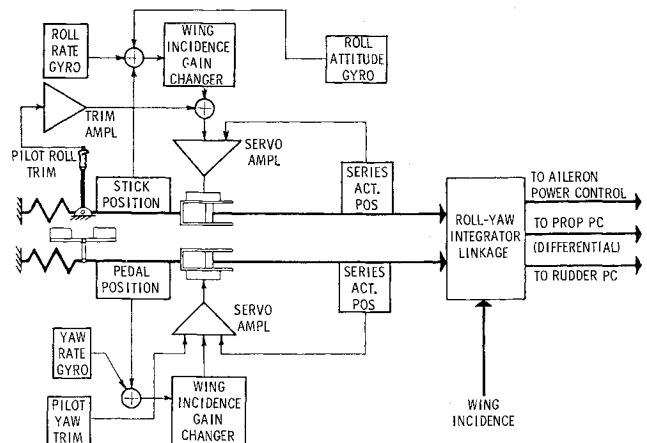 ROLL
RATE
GYRO
WING
INCIDENCE
GAIN
CHANGER
ROLL
ATTITUDE
GYRO
TRIM
AMPL
PILOT ROLL
TRIM
SERVO
AMPL
STICK
POSITION
SERIES
ACT.
POS
ROLL-YAW
INTEGRATOR
LINKAGE
TO AILERON
POWER CONTROL
TO PROP PC
(DIFFERENTIAL)
TO RUDDER PC
PEDAL
POSITION
SERIES
ACT.
POS
SERVO
AMPL
YAW
RATE
GYRO
PILOT
YAW
TRIM
WING
INCIDENCE
GAIN
CHANGER
WING
INCIDENCE